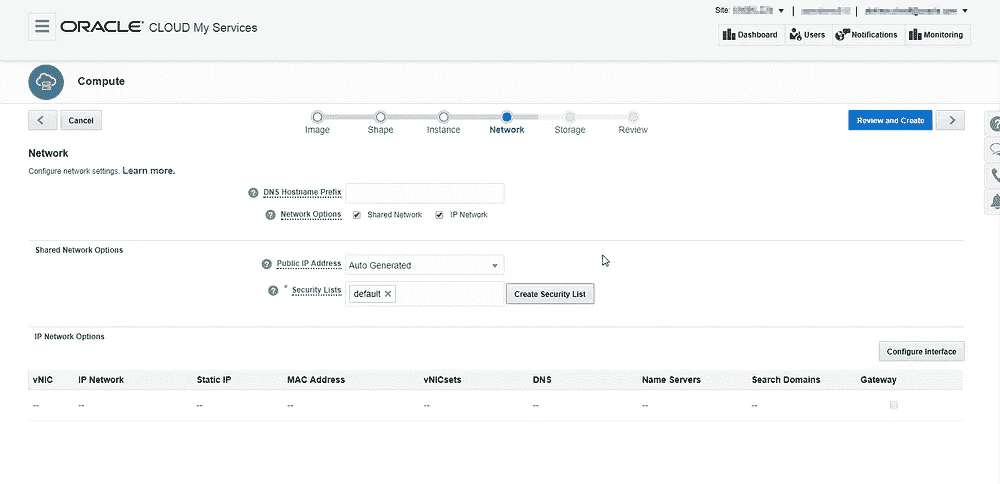 Site:
ORACLE® CLOUD My Services
Dashboard Users Notifications Monitoring
Compute
Cancel
Image Shape Instance Network Storage Review
Review and Create
Network
Configure network settings. Learn more.
DNS Hostname Prefix
Network Options Shared Network IP Network
Shared Network Options
Public IP Address Auto Generated
* Security Lists default Create Security List
IP Network Options
Configure Interface
vNIC IP Network Static IP MAC Address vNICsets DNS Name Servers Search Domains Gateway
-- -- -- -- -- -- -- --